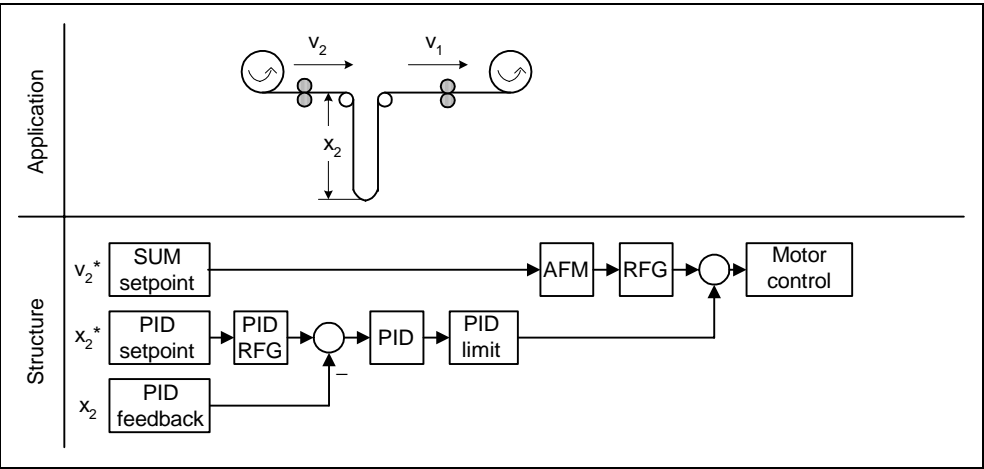 Application
v2
v1
x2
Structure
v2*
SUM
setpoint
AFM
RFG
Motor
control
x2*
PID
setpoint
PID
RFG
PID
PID
limit
–
x2
PID
feedback